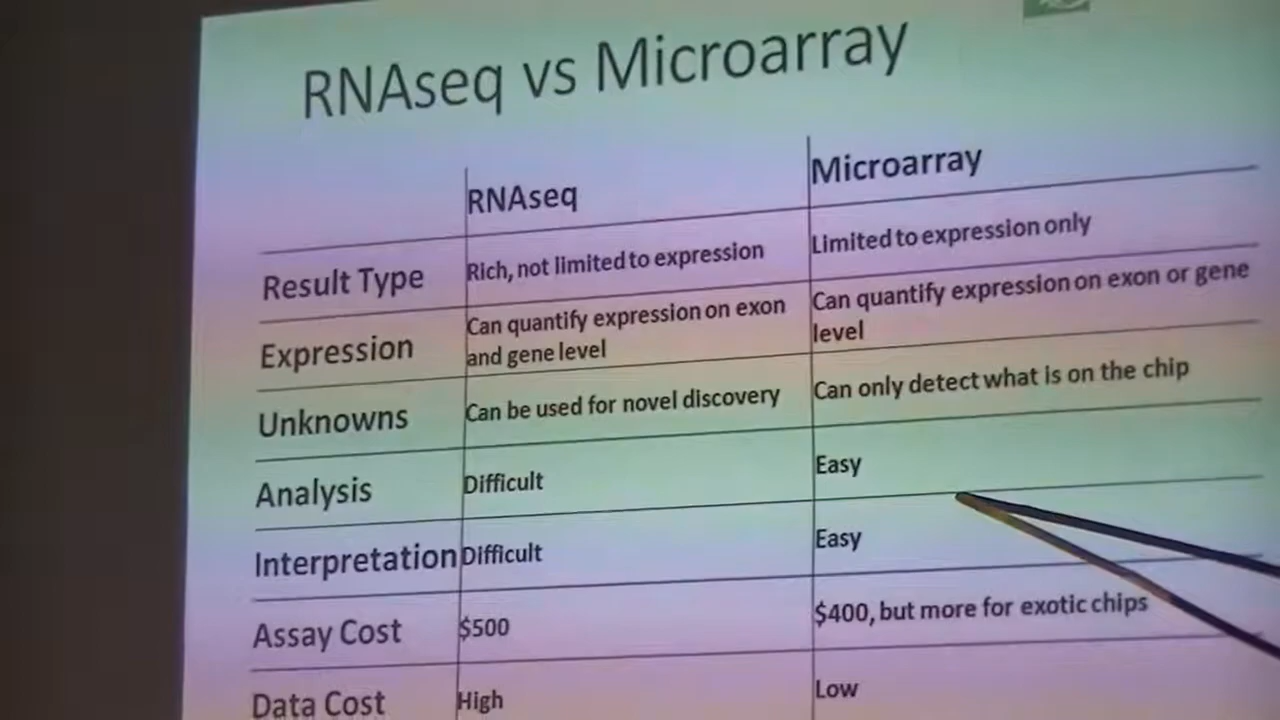 RNAseq vs Microarray
RNAseq
Microarray
Result Type
Rich, not limited to expression
Limited to expression only
Expression
Can quantify expression on exon
and gene level
Can quantify expression on exon or gene
level
Unknowns
Can be used for novel discovery
Can only detect what is on the chip
Analysis
Difficult
Easy
Interpretation
Difficult
Easy
Assay Cost
$500
$400, but more for exotic chips
Data Cost
High
Low